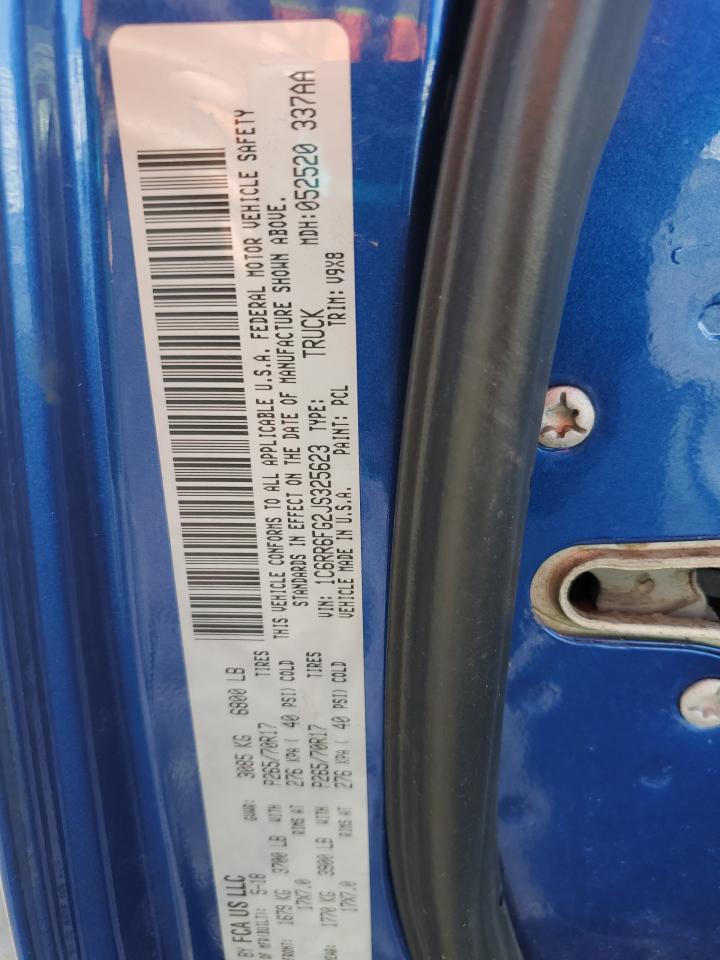 BY FCA US LLC
OF MFR(BUILT): 5-18 GVWR: 3085 KG 6800 LB
FRONT: 1679 KG 3700 LB WITH P265/70R17 TIRES
17X7.0 RIMS AT 276 KPA ( 40 PSI) COLD
1770 KG 3900 LB WITH P265/70R17 TIRES
17X7.0 RIMS AT 276 KPA ( 40 PSI) COLD
THIS VEHICLE CONFORMS TO ALL APPLICABLE U.S.A. FEDERAL MOTOR VEHICLE SAFETY
STANDARDS IN EFFECT ON THE DATE OF MANUFACTURE SHOWN ABOVE.
VIN: 1C6RR6FG2JS325623 TYPE: TRUCK MDH:052520 337AA
VEHICLE MADE IN U.S.A. PAINT: PCL TRIM: V9X8